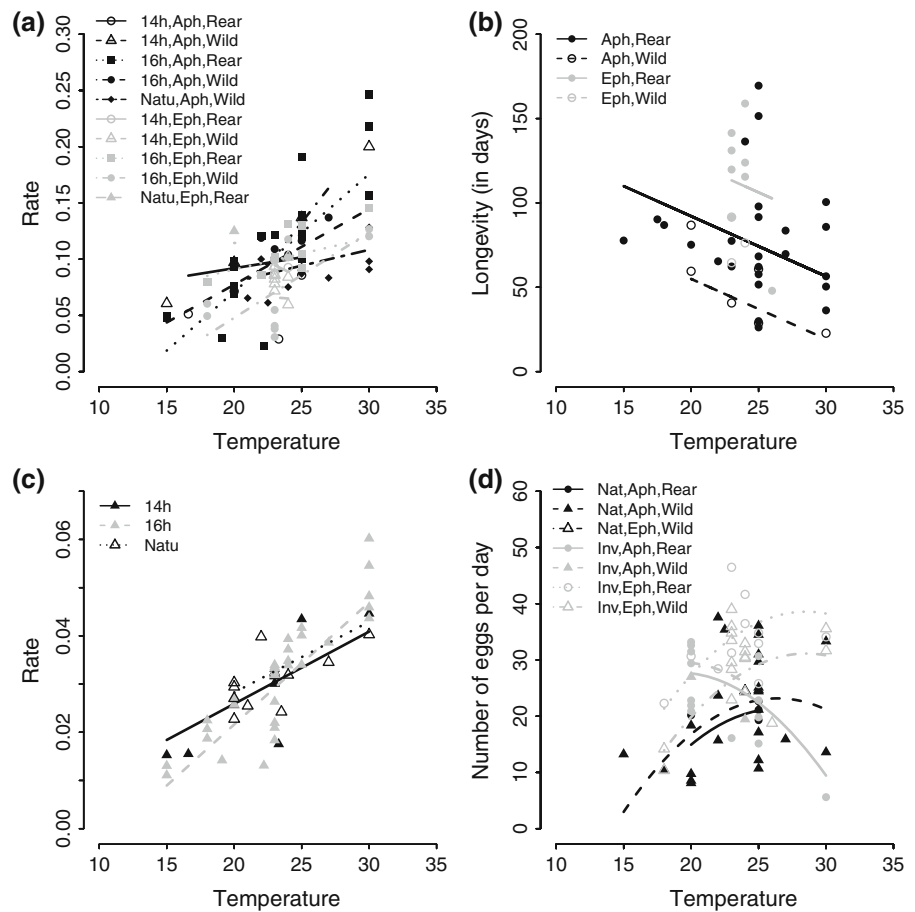 (a)
14h,Aph,Rear
14h,Aph,Wild
16h,Aph,Rear
16h,Aph,Wild
Natu,Aph,Wild
14h,Eph,Rear
14h,Eph,Wild
16h,Eph,Rear
16h,Eph,Wild
Natu,Eph,Rear
Rate
0.00 0.05 0.10 0.15 0.20 0.25 0.30
10 15 20 25 30 35
Temperature
(b)
Aph,Rear
Aph,Wild
Eph,Rear
Eph,Wild
Longevity (in days)
0 50 100 150 200
10 15 20 25 30 35
Temperature
(c)
14h
16h
Natu
Rate
0.00 0.02 0.04 0.06
10 15 20 25 30 35
Temperature
(d)
Nat,Aph,Rear
Nat,Aph,Wild
Nat,Eph,Wild
Inv,Aph,Rear
Inv,Aph,Wild
Inv,Eph,Rear
Inv,Eph,Wild
Number of eggs per day
0 10 20 30 40 50 60
10 15 20 25 30 35
Temperature